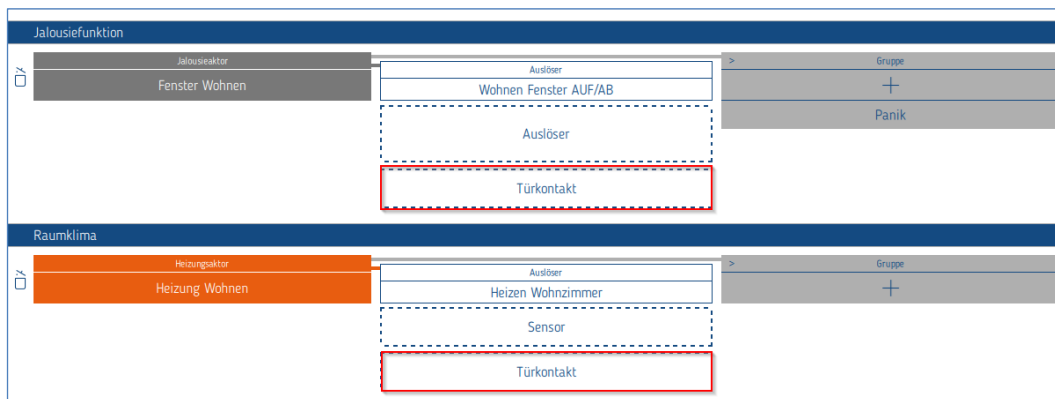 Jalousiefunktion
Jalousieaktor
Fenster Wohnen
Auslöser
Wohnen Fenster AUF/AB
Auslöser
Türkontakt
> Gruppe
+
Panik
Raumklima
Heizungsaktor
Heizung Wohnen
Auslöser
Heizen Wohnzimmer
Sensor
Türkontakt
> Gruppe
+